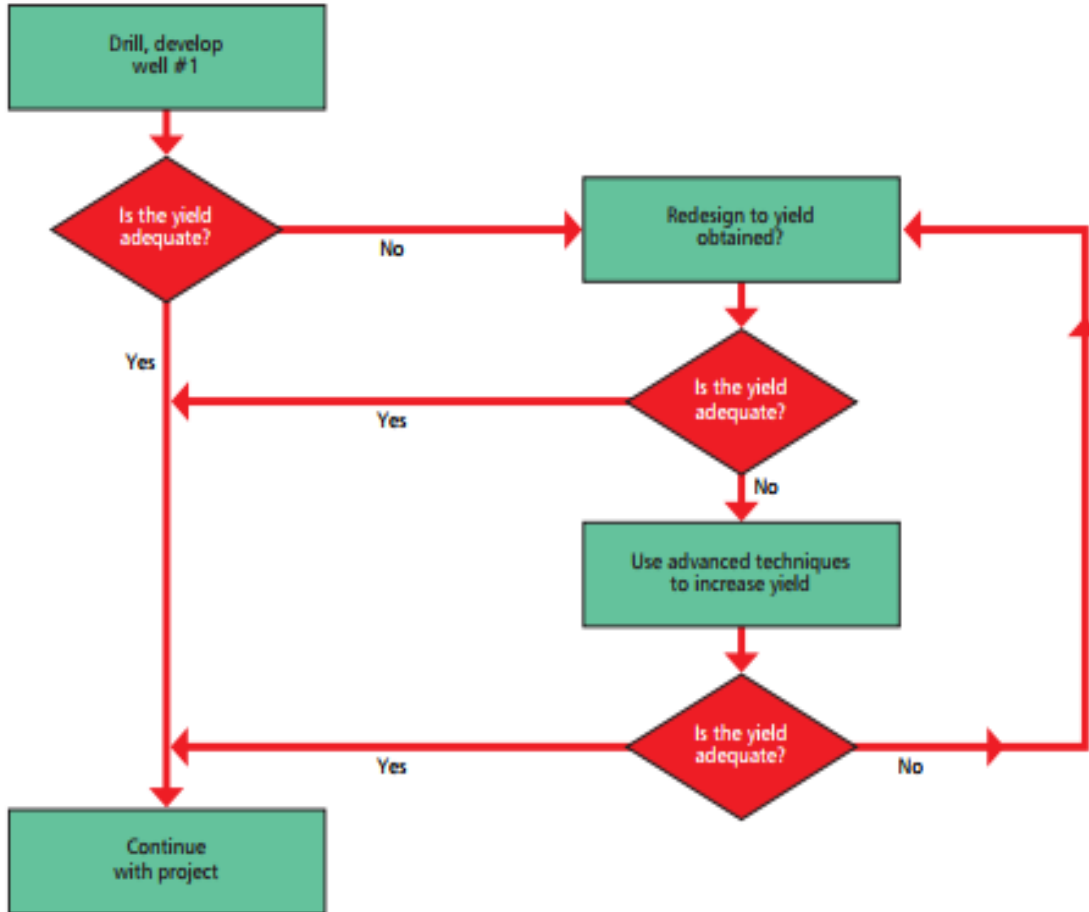 Drill, develop
well #1
Is the yield
adequate?
No
Redesign to yield
obtained?
Yes
Is the yield
adequate?
Yes
No
Use advanced techniques
to increase yield
Is the yield
adequate?
Yes
No
Continue
with project